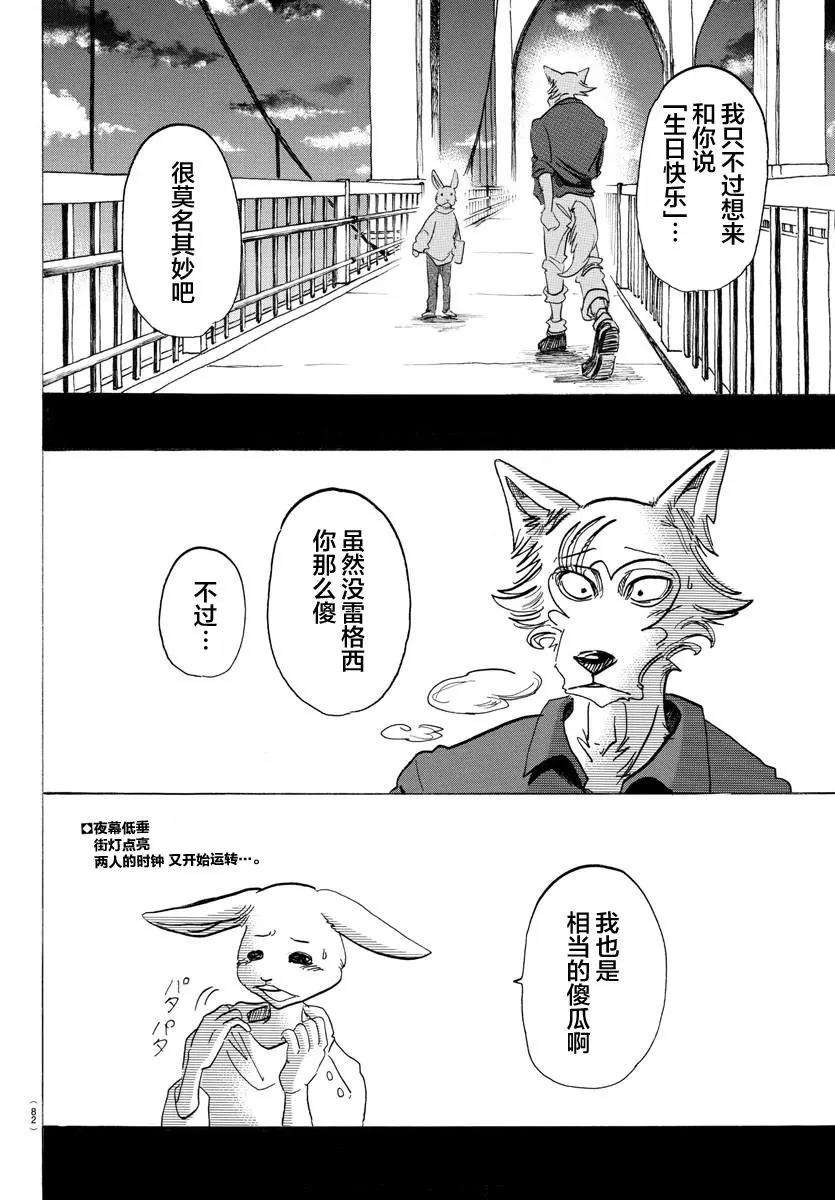 我只不过想来
和你说
「生日快乐」…
很莫名其妙吧
虽然没雷格西
你那么傻
不过…
夜幕低垂
街灯点亮
两人的时钟 又开始运转…。
我也是
相当的傻瓜啊
パタパタ
(82)